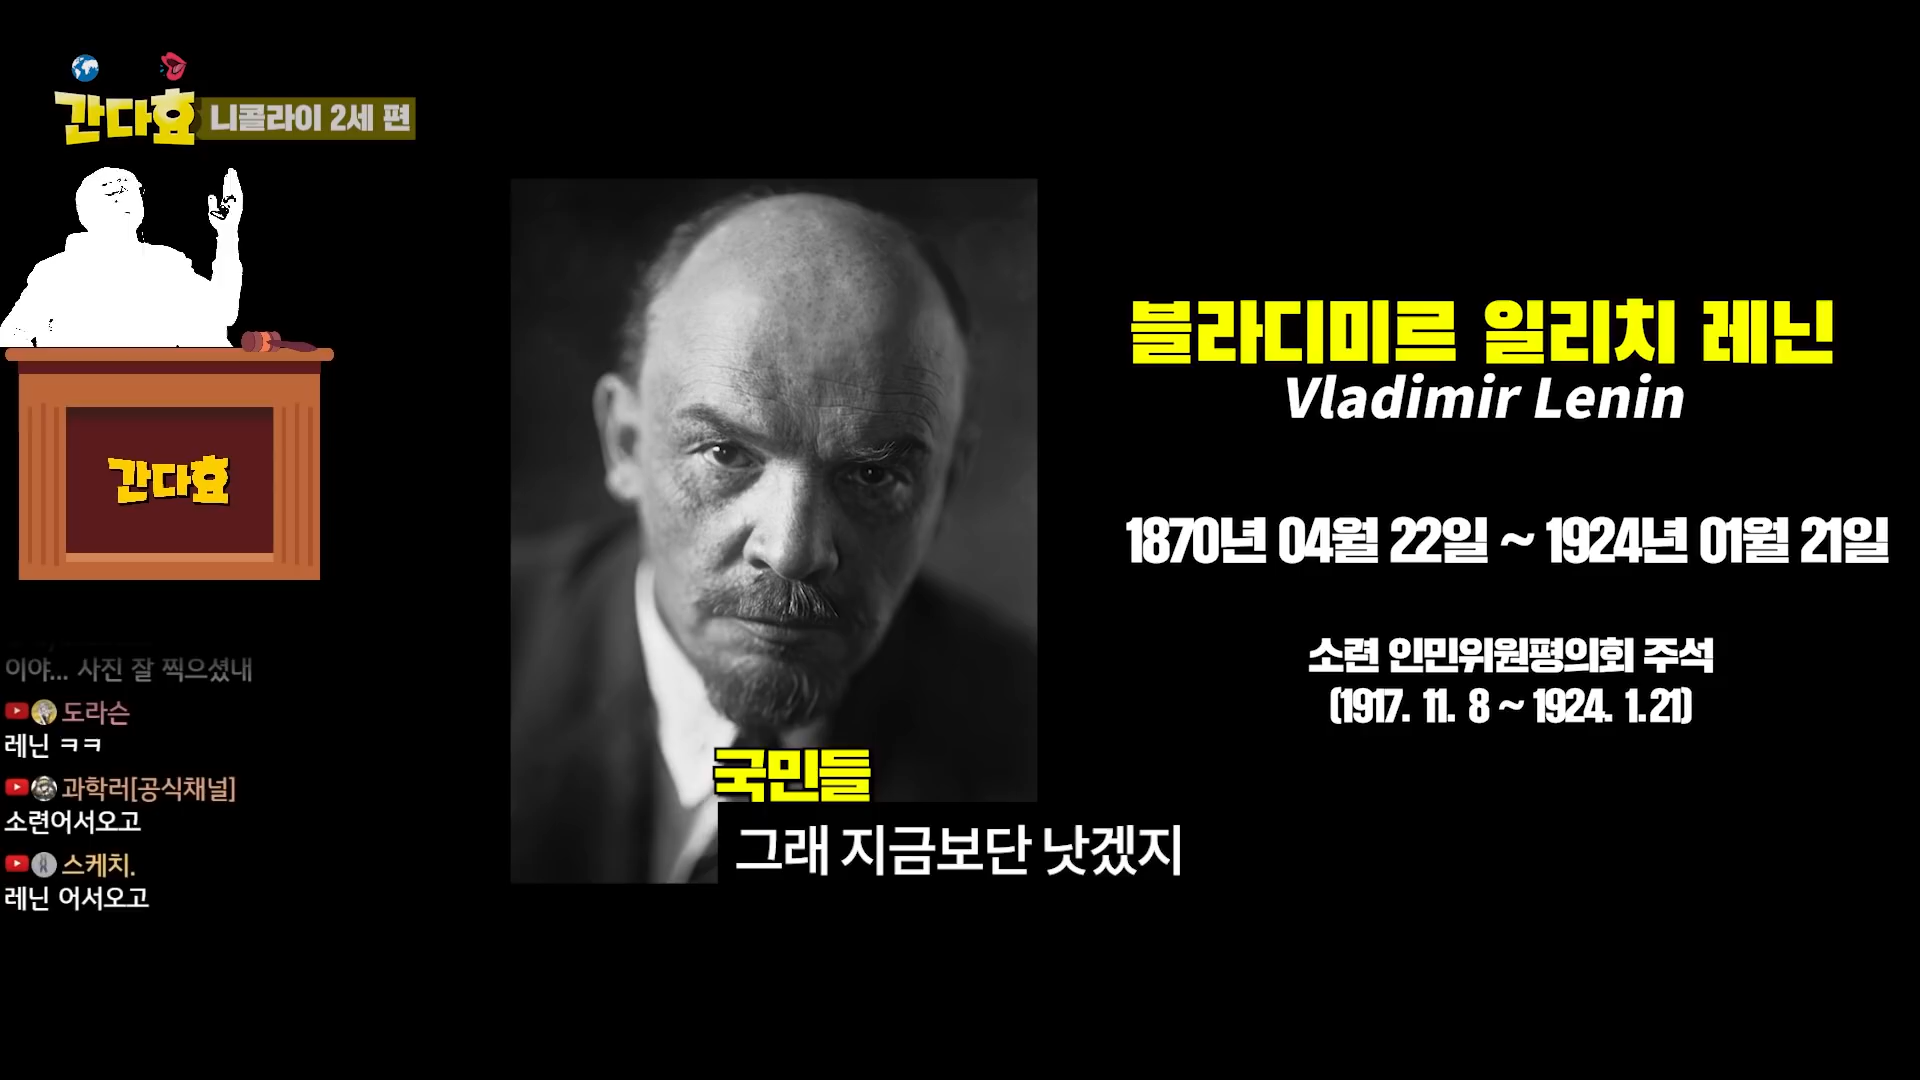 간다효 니콜라이 2세 편
블라디미르 일리치 레닌
Vladimir Lenin
1870년 04월 22일 ~ 1924년 01월 21일
소련 인민위원평의회 주석
(1917. 11. 8 ~ 1924. 1. 21)
간다효
이야... 사진 잘 찍으셨내
도라슨
레닌 ㅋㅋ
과학러[공식채널]
소련어서오고
스케치.
레닌 어서오고
국민들
그래 지금보단 낫겠지